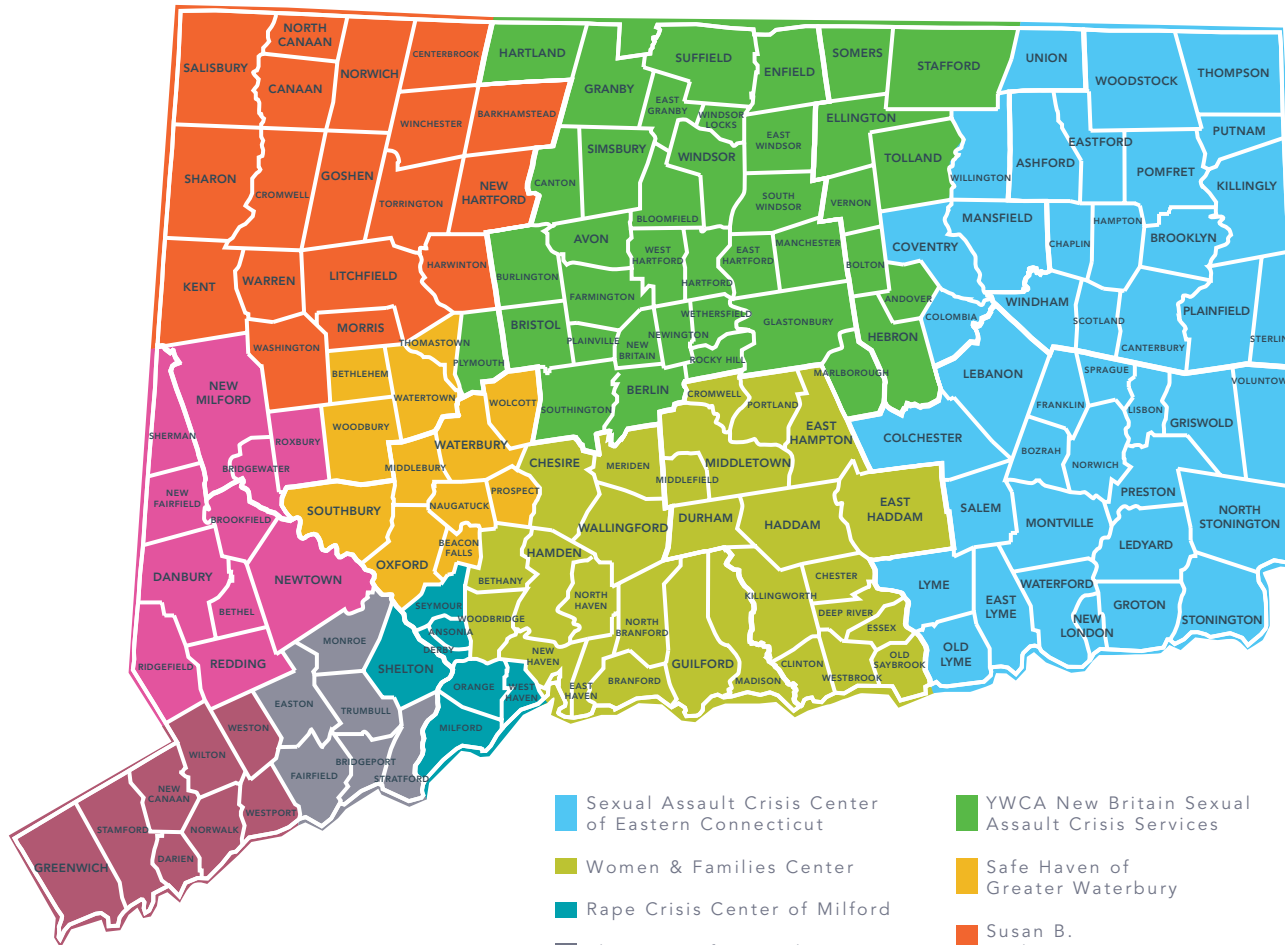 NORTH
CANAAN
CENTERBROOK
HARTLAND
SUFFIELD
SOMERS
UNION
SALISBURY
NORWICH
CANAAN
GRANBY
ENFIELD
STAFFORD
WOODSTOCK
THOMPSON
EAST
GRANBY
WINDSOR
LOCKS
WINCHESTER
BARKHAMSTEAD
ELLINGTON
PUTNAM
EASTFORD
EAST
WINDSOR
SIMSBURY
WINDSOR
TOLLAND
ASHFORD
POMFRET
SHARON
GOSHEN
CROMWELL
TORRINGTON
NEW
HARTFORD
CANTON
WILLINGTON
KILLINGLY
SOUTH
WINDSOR
VERNON
BLOOMFIELD
MANSFIELD
HAMPTON
CHAPLIN
BROOKLYN
AVON
WEST
HARTFORD
EAST
HARTFORD
MANCHESTER
COVENTRY
KENT
WARREN
LITCHFIELD
HARWINTON
BURLINGTON
HARTFORD
BOLTON
FARMINGTON
ANDOVER
WINDHAM
PLAINFIELD
MORRIS
WETHERSFIELD
GLASTONBURY
COLOMBIA
SCOTLAND
THOMASTOWN
BRISTOL
PLAINVILLE
NEWINGTON
NEW
BRITAIN
HEBRON
STERLIN
WASHINGTON
CANTERBURY
ROCKY HILL
PLYMOUTH
BETHLEHEM
MARLBOROUGH
LEBANON
SPRAGUE
VOLUNTOW
NEW
MILFORD
WATERTOWN
WOLCOTT
BERLIN
CROMWELL
PORTLAND
FRANKLIN
LISBON
SOUTHINGTON
GRISWOLD
SHERMAN
ROXBURY
WOODBURY
WATERBURY
EAST
HAMPTON
COLCHESTER
BOZRAH
NORWICH
BRIDGEWATER
MIDDLEBURY
CHESIRE
MERIDEN
MIDDLETOWN
MIDDLEFIELD
NEW
FAIRFIELD
PROSPECT
PRESTON
SOUTHBURY
NAUGATUCK
EAST
HADDAM
SALEM
NORTH
STONINGTON
BROOKFIELD
WALLINGFORD
DURHAM
HADDAM
MONTVILLE
BEACON
FALLS
HAMDEN
LEDYARD
OXFORD
DANBURY
NEWTOWN
BETHANY
CHESTER
LYME
WATERFORD
BETHEL
SEYMOUR
NORTH
HAVEN
KILLINGWORTH
EAST
LYME
GROTON
DEEP RIVER
WOODBRIDGE
NORTH
BRANFORD
ESSEX
NEW
LONDON
STONINGTON
MONROE
ANSONIA
DERBY
RIDGEFIELD
REDDING
SHELTON
NEW
HAVEN
GUILFORD
CLINTON
OLD
SAYBROOK
OLD
LYME
ORANGE
WEST
HAVEN
EAST
HAVEN
BRANFORD
MADISON
WESTBROOK
EASTON
TRUMBULL
WESTON
MILFORD
WILTON
BRIDGEPORT
FAIRFIELD
STRATFORD
NEW
CANAAN
WESTPORT
STAMFORD
NORWALK
DARIEN
GREENWICH
Sexual Assault Crisis Center
of Eastern Connecticut
Women & Families Center
Rape Crisis Center of Milford
YWCA New Britain Sexual
Assault Crisis Services
Safe Haven of
Greater Waterbury
Susan B.